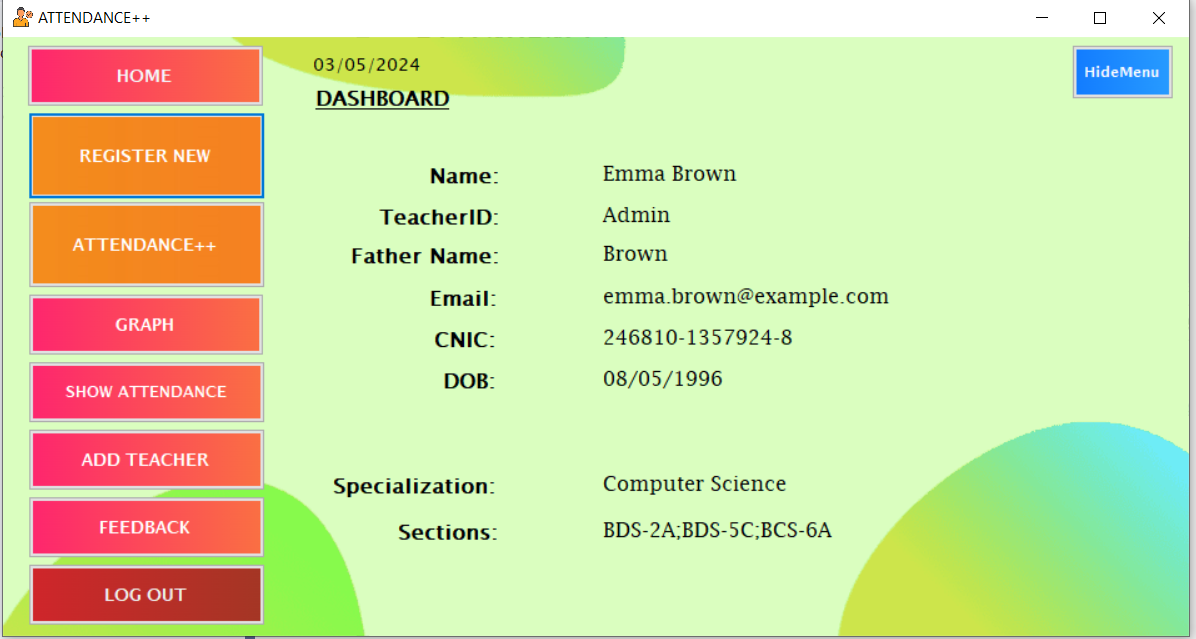 ATTENDANCE++
HOME
REGISTER NEW
ATTENDANCE++
GRAPH
SHOW ATTENDANCE
ADD TEACHER
FEEDBACK
LOG OUT
03/05/2024
DASHBOARD
HideMenu
Name: Emma Brown
TeacherID: Admin
Father Name: Brown
Email: emma.brown@example.com
CNIC: 246810-1357924-8
DOB: 08/05/1996
Specialization: Computer Science
Sections: BDS-2A;BDS-5C;BCS-6A